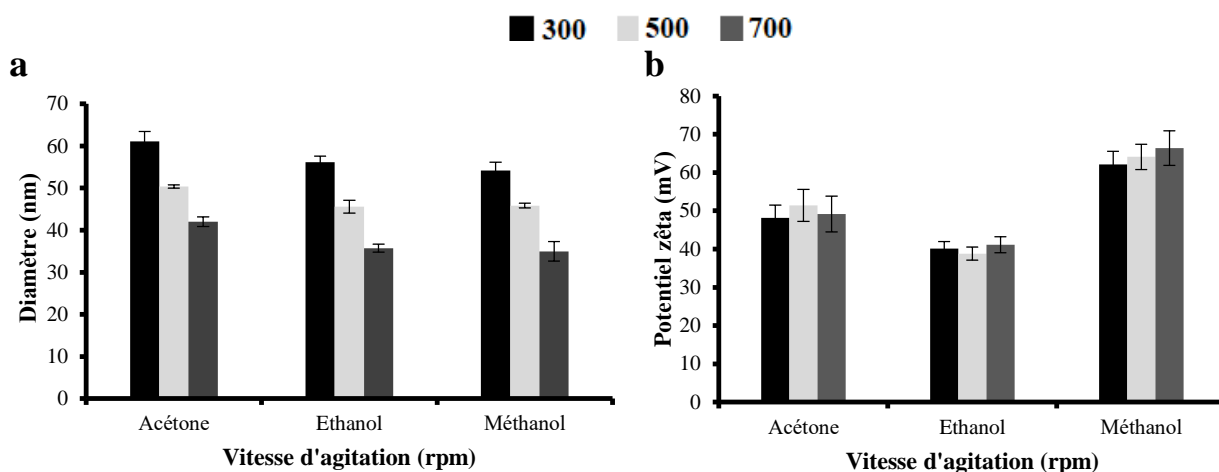 300 500 700
a
Diamètre (nm)
70
60
50
40
30
20
10
0
Acétone Ethanol Méthanol
Vitesse d'agitation (rpm)
b
Potentiel zêta (mV)
80
70
60
50
40
30
20
10
0
Acétone Ethanol Méthanol
Vitesse d'agitation (rpm)